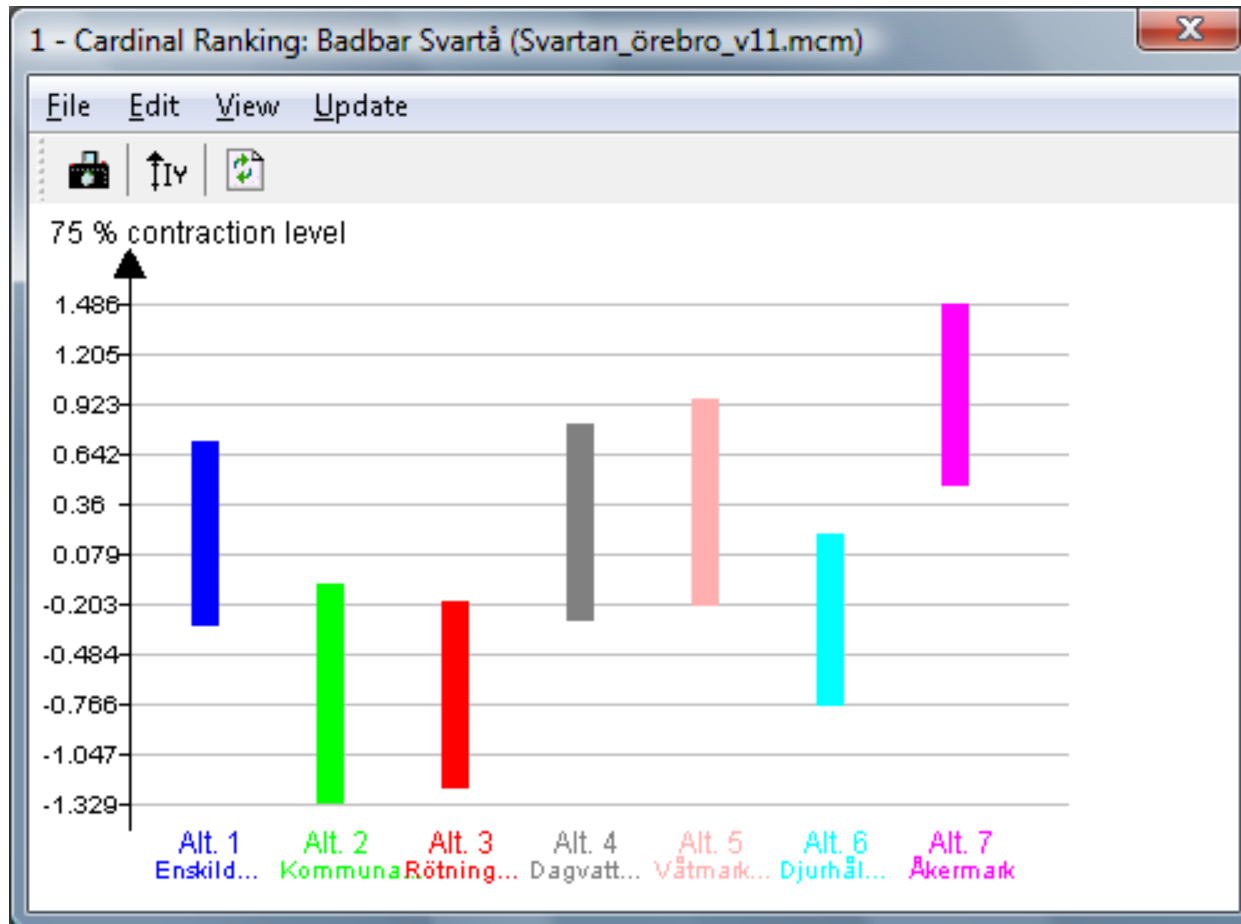 1 - Cardinal Ranking: Badbar Svartå (Svartan_örebro_v11.mcm)
File Edit View Update
75 % contraction level
1.486
1.205
0.923
0.642
0.36
0.079
-0.203
-0.484
-0.766
-1.047
-1.329
Alt. 1 Alt. 2 Alt. 3 Alt. 4 Alt. 5 Alt. 6 Alt. 7
Enskild... Kommuna Rötning... Dagvatt... Våtmark... Djurhål... Åkermark